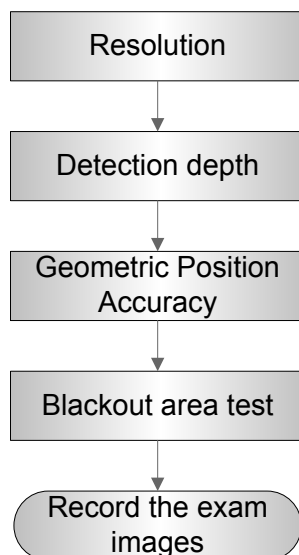 Resolution
Detection depth
Geometric Position
Accuracy
Blackout area test
Record the exam
images